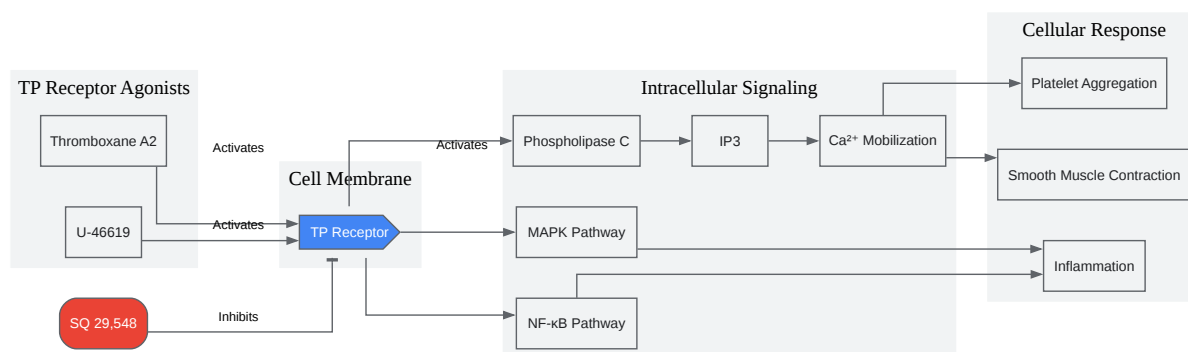 Cellular Response
TP Receptor Agonists
Intracellular Signaling
Platelet Aggregation
Thromboxane A2
Activates
Activates
Phospholipase C
IP3
Ca²⁺ Mobilization
Cell Membrane
Smooth Muscle Contraction
U-46619
Activates
TP Receptor
MAPK Pathway
Inflammation
SQ 29,548
Inhibits
NF-κB Pathway